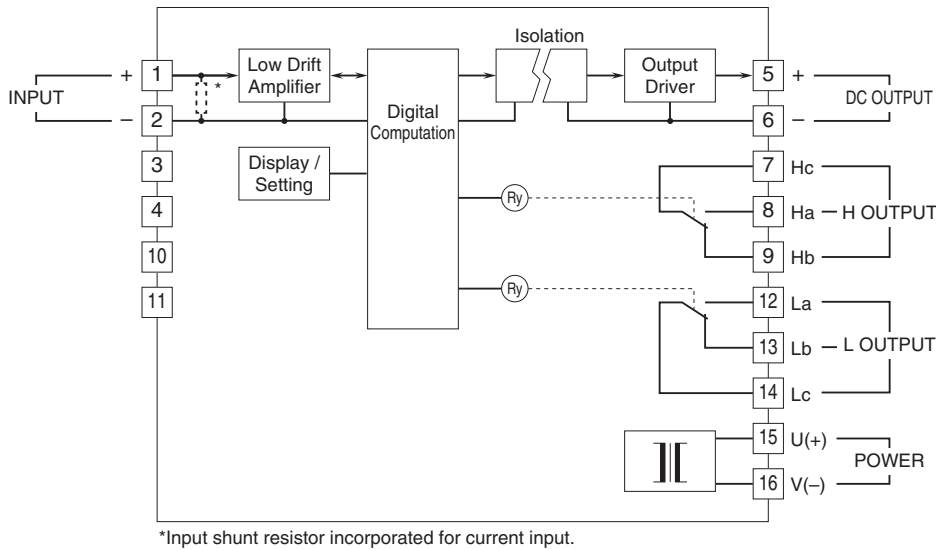 Isolation
INPUT
+
1
*
Low Drift
Amplifier
Output
Driver
5
+
DC OUTPUT
−
2
Digital
Computation
6
−
3
Display /
Setting
7
Hc
4
Ry
8
Ha
H OUTPUT
10
9
Hb
11
Ry
12
La
13
Lb
L OUTPUT
14
Lc
15
U(+)
POWER
16
V(–)
*Input shunt resistor incorporated for current input.